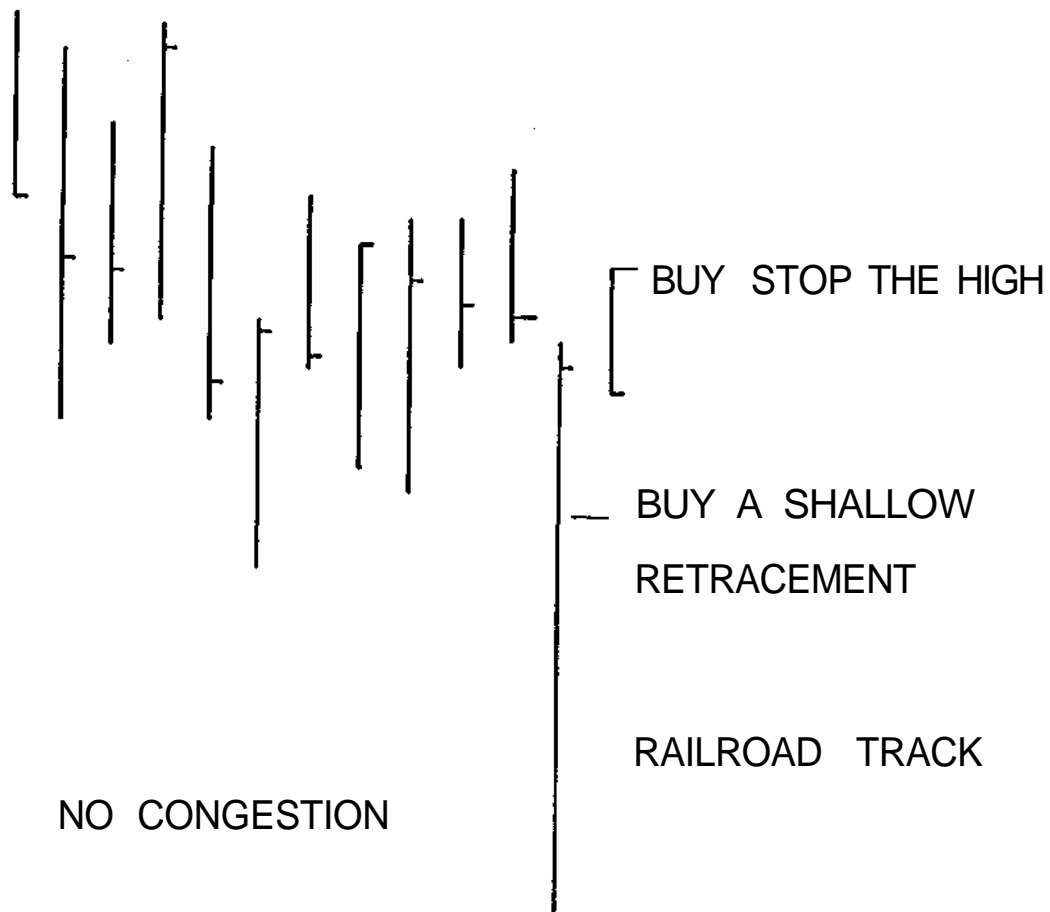 BUY STOP THE HIGH
BUY A SHALLOW
RETRACEMENT
RAILROAD TRACK
NO CONGESTION